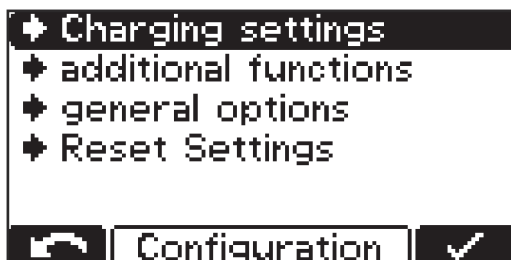 Charging settings
additional functions
general options
Reset Settings
Configuration